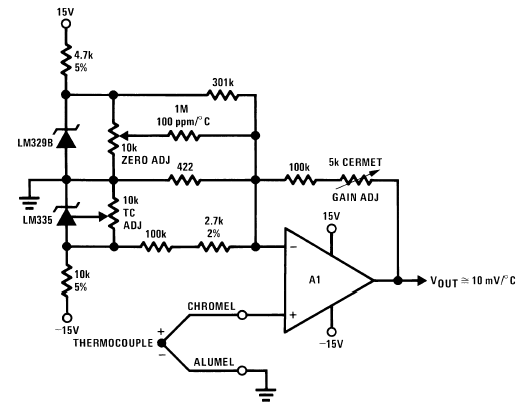 15V
4.7k
5%
301k
1M
100 ppm/°C
LM329B
10k
ZERO ADJ
422
100k
5k CERMET
GAIN ADJ
LM335
10k
TC
ADJ
100k
2.7k
2%
15V
−
A1
VOUT ≅ 10 mV/°C
10k
5%
−15V
CHROMEL
+
−15V
+
THERMOCOUPLE
−
ALUMEL